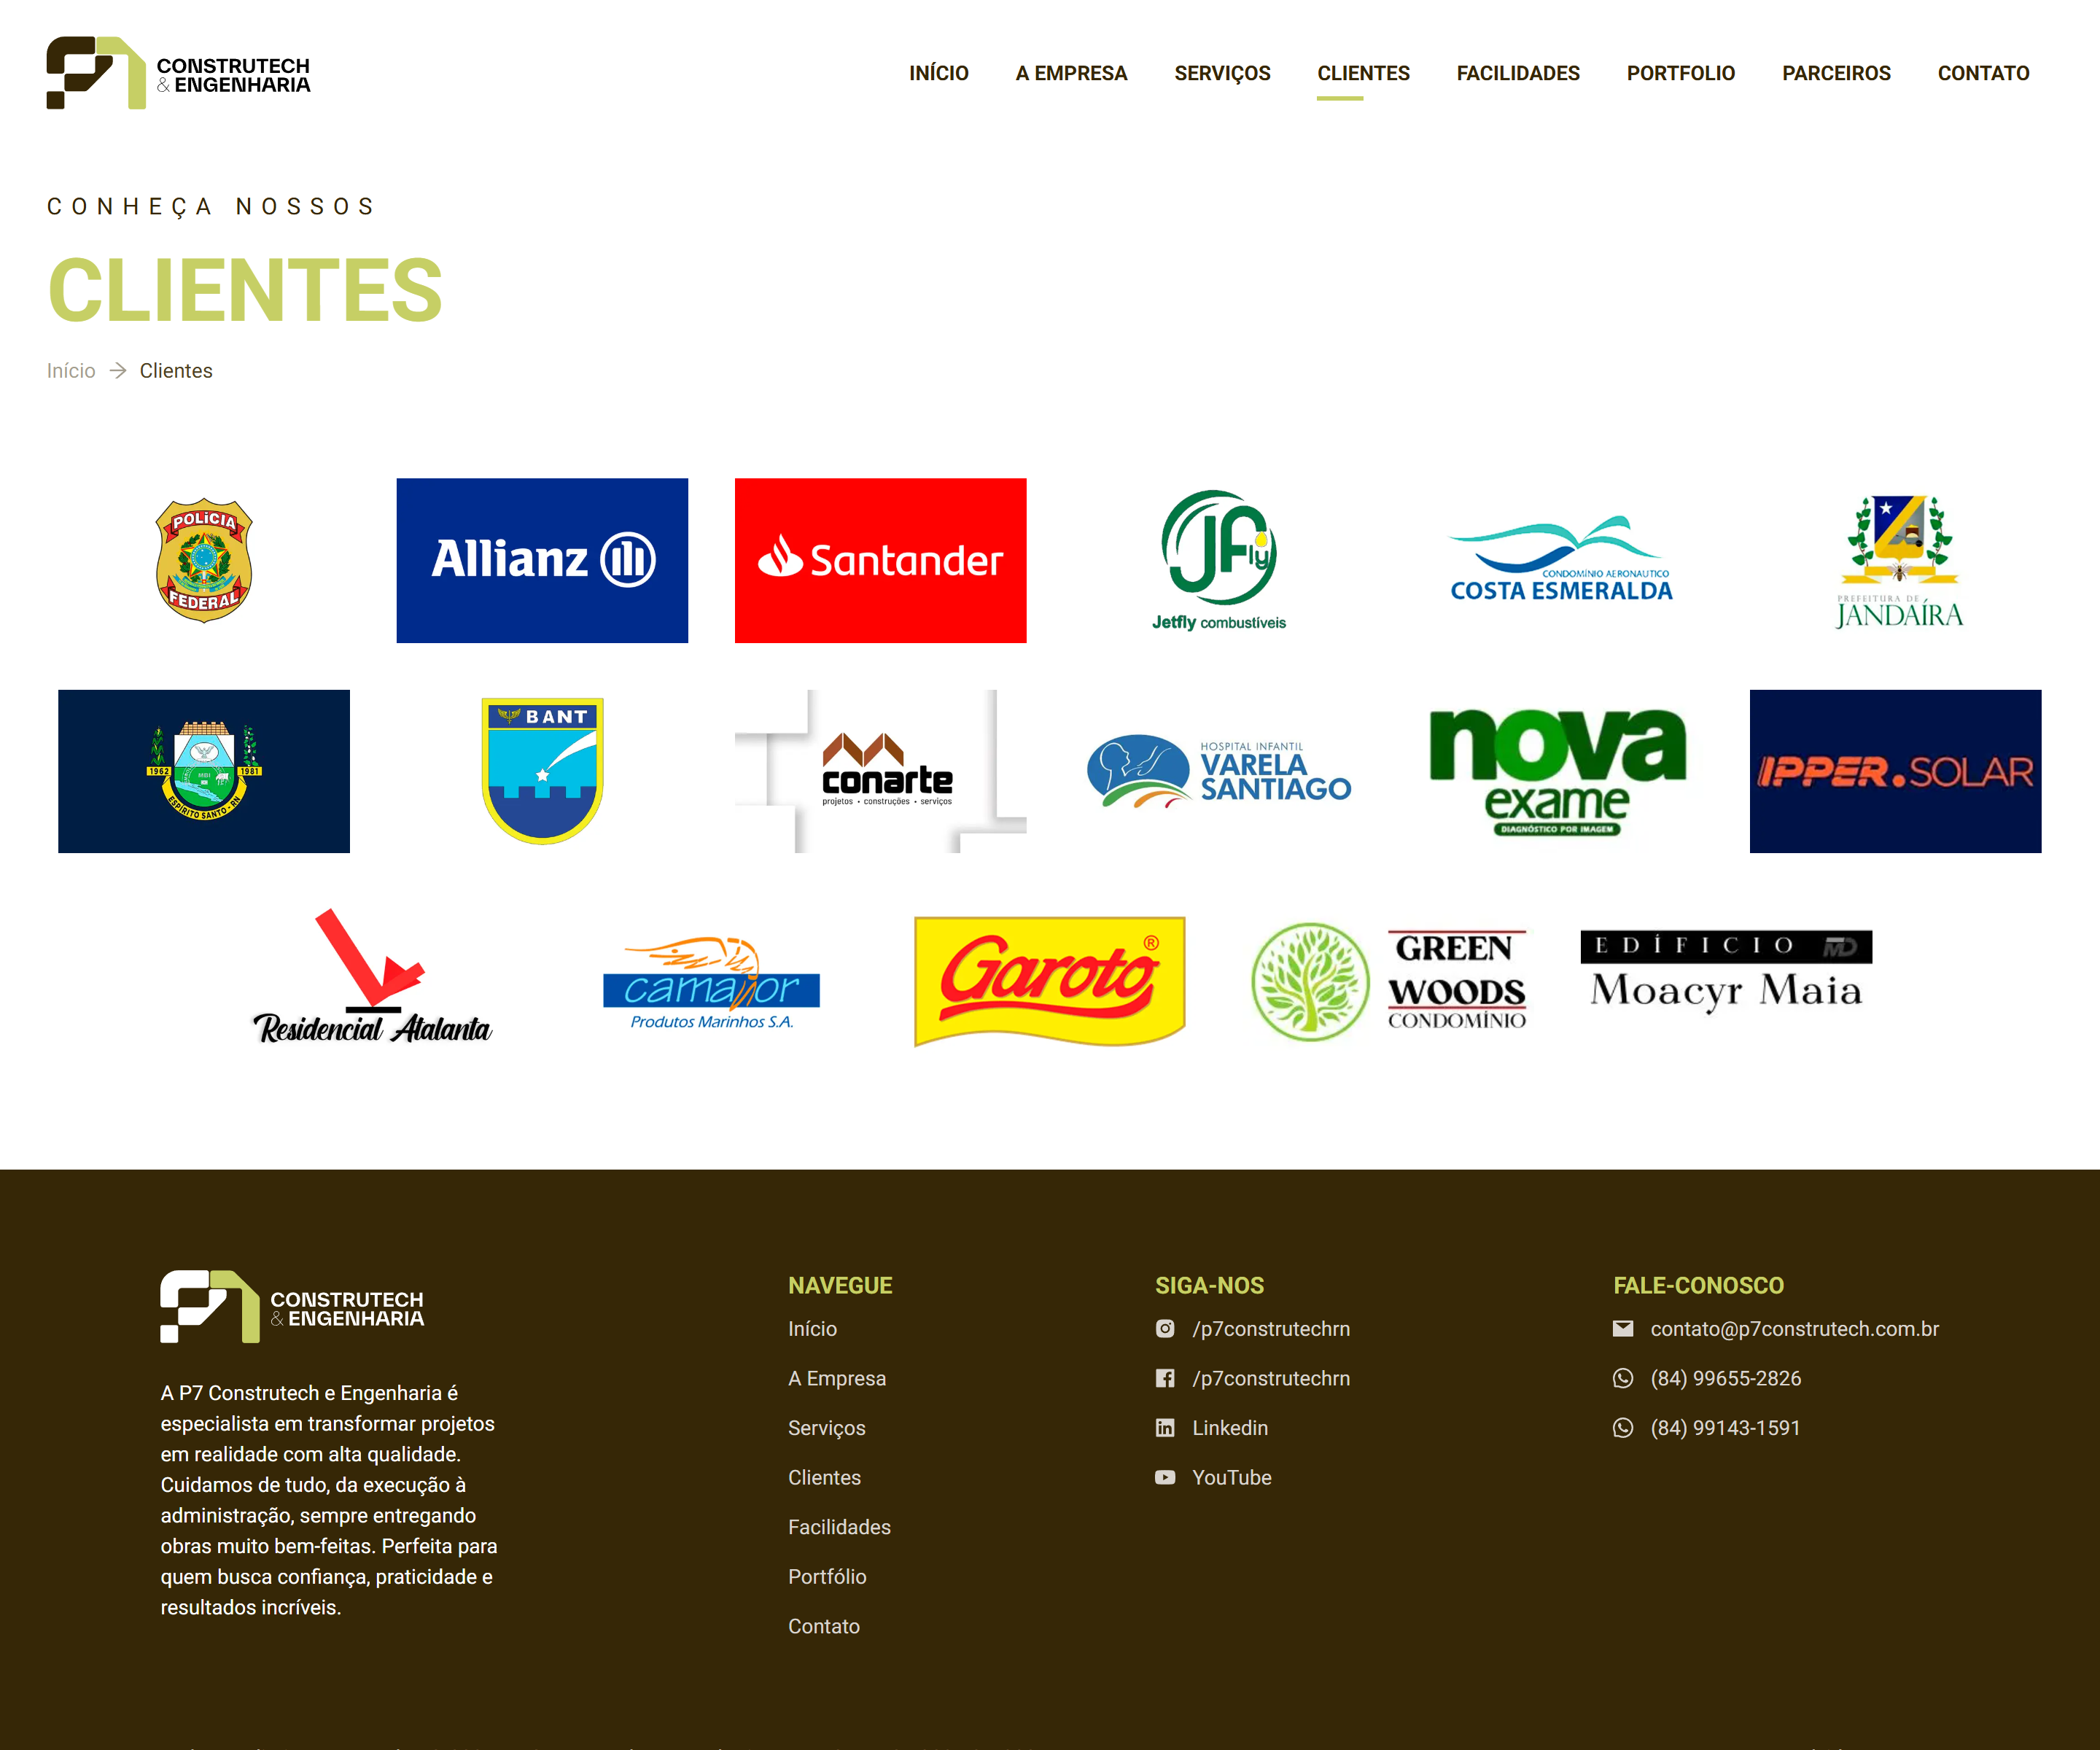 CONSTRUTECH
& ENGENHARIA
INÍCIO
A EMPRESA
SERVIÇOS
CLIENTES
FACILIDADES
PORTFOLIO
PARCEIROS
CONTATO
CONHEÇA NOSSOS
CLIENTES
Início
Clientes
POLÍCIA
FEDERAL
Allianz
Santander
JFly
Jetfly combustíveis
CONDOMÍNIO AERONAUTICO
COSTA ESMERALDA
PREFEITURA DE
JANDAÍRA
1962 1981
ESPÍRITO SANTO - RN
BANT
conarte
projetos • construções • serviços
HOSPITAL INFANTIL
VARELA
SANTIAGO
nova
exame
DIAGNÓSTICO POR IMAGEM
IPPER.SOLAR
Residencial Atalanta
camanor
Produtos Marinhos S.A.
Garoto ®
GREEN
WOODS
CONDOMÍNIO
EDÍFICIO MD
Moacyr Maia
CONSTRUTECH
& ENGENHARIA
A P7 Construtech e Engenharia é
especialista em transformar projetos
em realidade com alta qualidade.
Cuidamos de tudo, da execução à
administração, sempre entregando
obras muito bem-feitas. Perfeita para
quem busca confiança, praticidade e
resultados incríveis.
NAVEGUE
Início
A Empresa
Serviços
Clientes
Facilidades
Portfólio
Contato
SIGA-NOS
/p7construtechrn
/p7construtechrn
Linkedin
YouTube
FALE-CONOSCO
contato@p7construtech.com.br
(84) 99655-2826
(84) 99143-1591